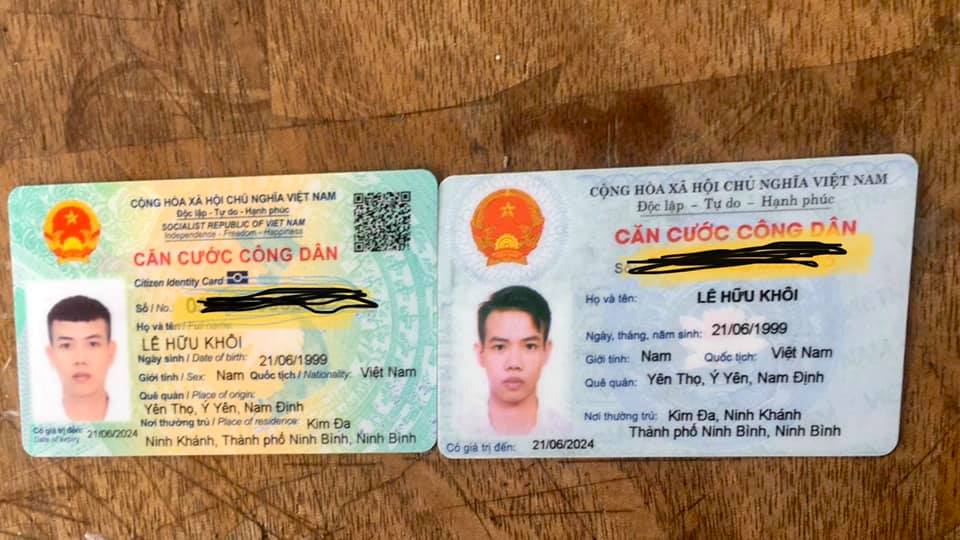 CỘNG HÒA XÃ HỘI CHỦ NGHĨA VIỆT NAM
Độc lập - Tự do - Hạnh phúc
SOCIALIST REPUBLIC OF VIET NAM
Independence - Freedom - Happiness
CĂN CƯỚC CÔNG DÂN
Citizen Identity Card
Số / No.: 0
Họ và tên / Full name:
LÊ HỮU KHÔI
Ngày sinh / Date of birth: 21/06/1999
Giới tính / Sex: Nam Quốc tịch / Nationality: Việt Nam
Quê quán / Place of origin:
Yên Thọ, Ý Yên, Nam Định
Nơi thường trú / Place of residence: Kim Đa
Ninh Khánh, Thành phố Ninh Bình, Ninh Bình
Có giá trị đến: 21/06/2024
Date of expiry
CỘNG HÒA XÃ HỘI CHỦ NGHĨA VIỆT NAM
Độc lập - Tự do - Hạnh phúc
CĂN CƯỚC CÔNG DÂN
Họ và tên: LÊ HỮU KHÔI
Ngày, tháng, năm sinh: 21/06/1999
Giới tính: Nam Quốc tịch: Việt Nam
Quê quán: Yên Thọ, Ý Yên, Nam Định
Nơi thường trú: Kim Đa, Ninh Khánh
Thành phố Ninh Bình, Ninh Bình
Có giá trị đến: 21/06/2024